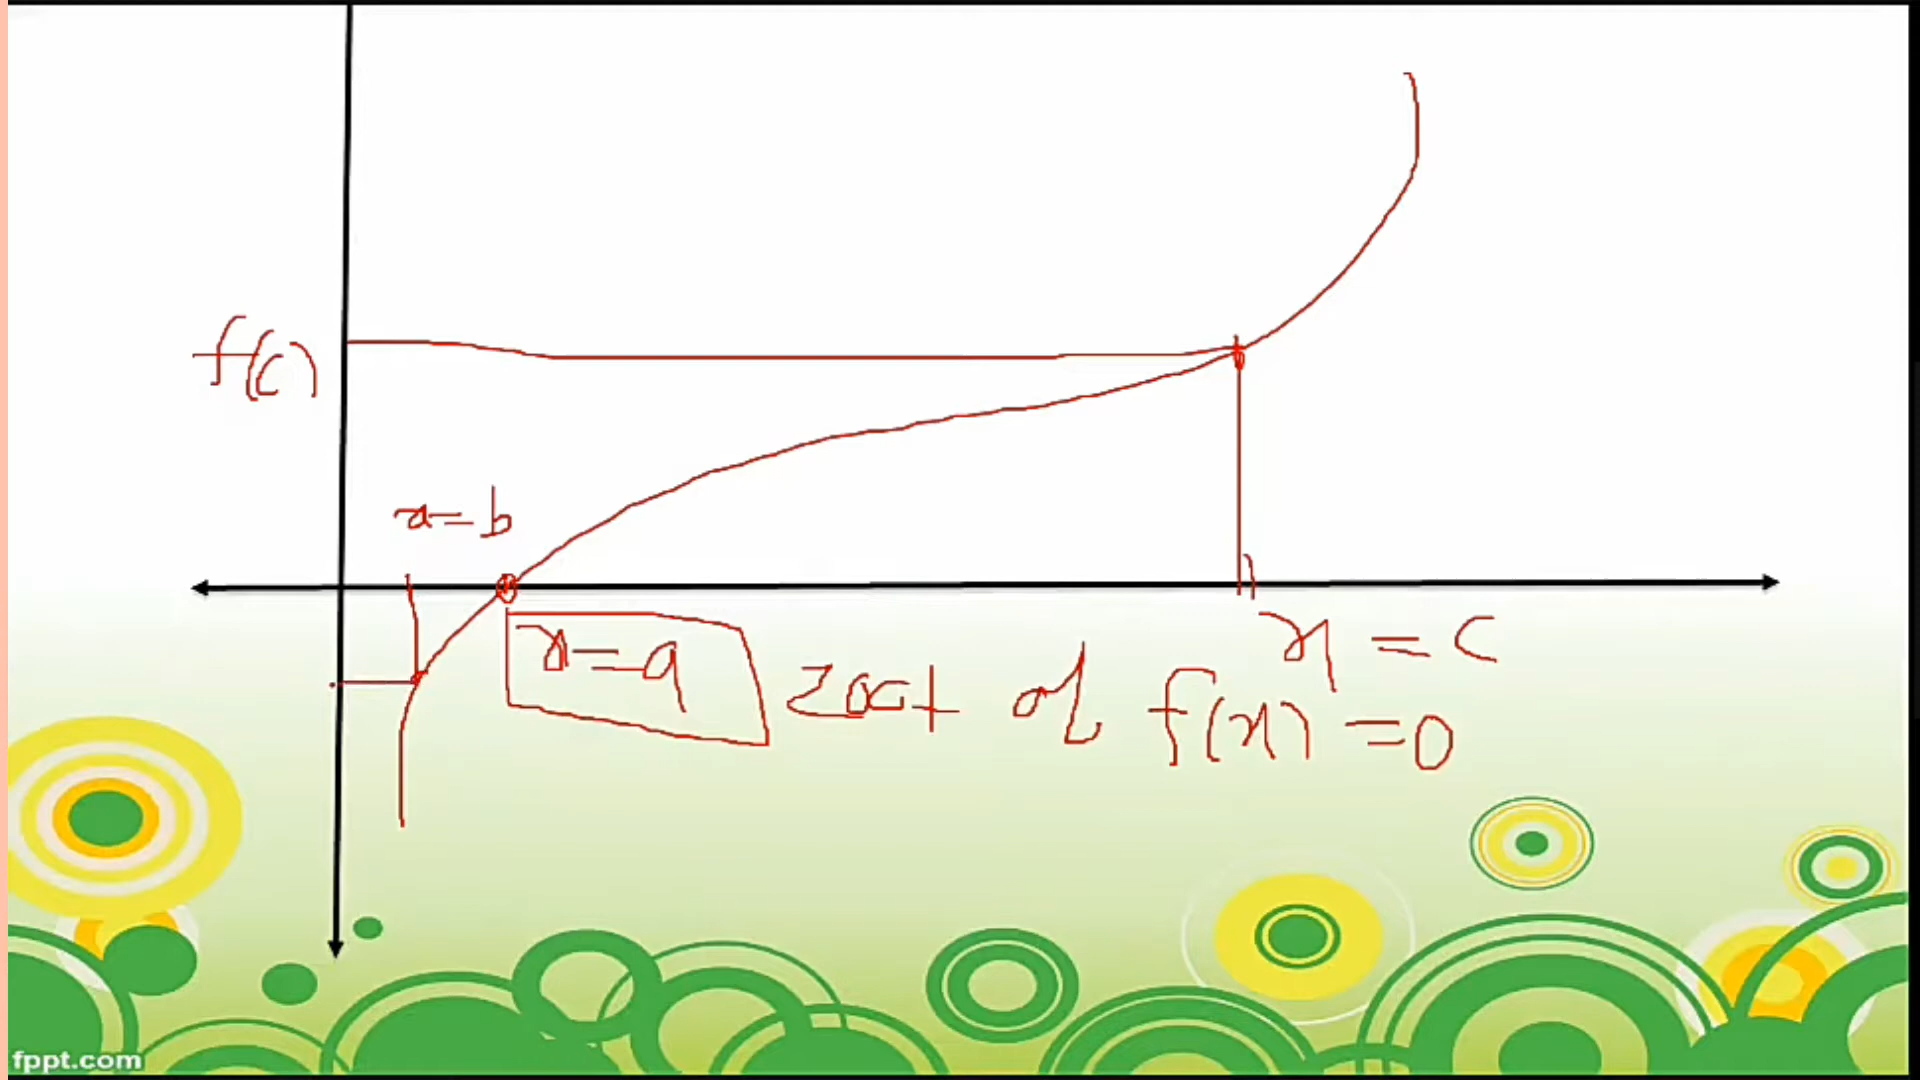 f(c)
x=b
x=a
x=c
root of f(x)=0
fppt.com